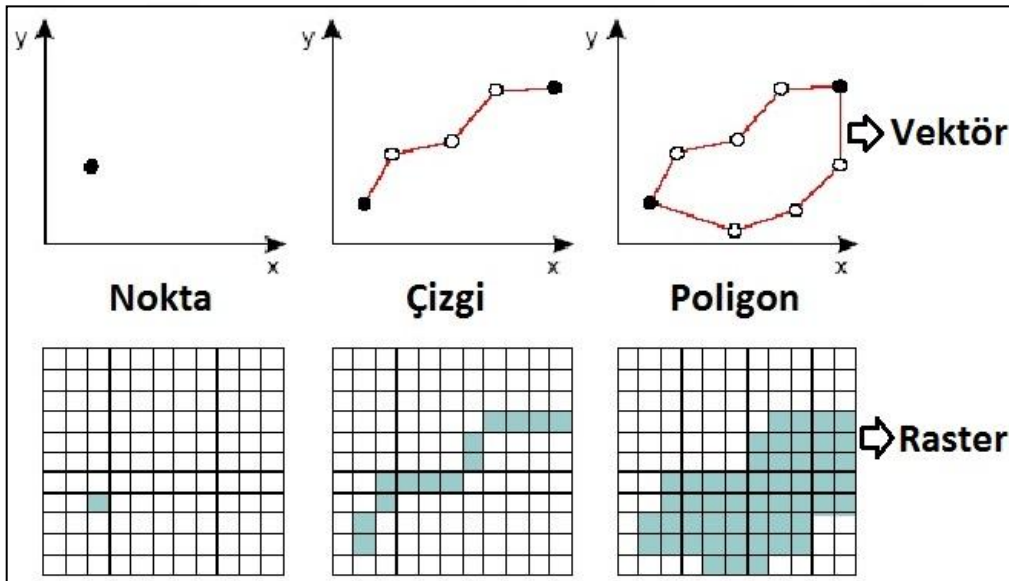 y
x
y
x
y
x
Vektör
Nokta
Çizgi
Poligon
Raster